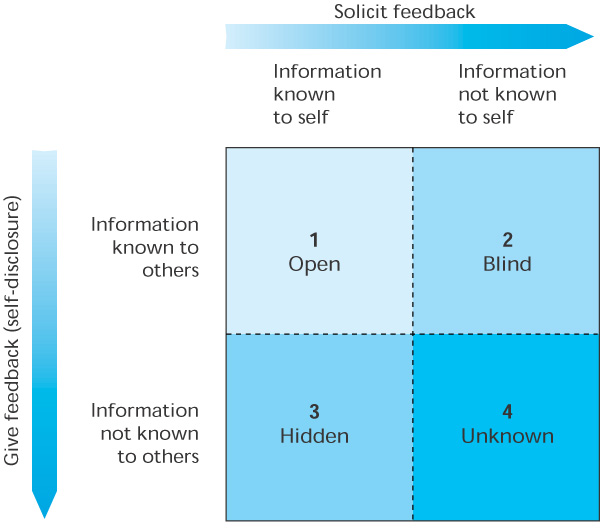 Solicit feedback
Information
known
to self
Information
not known
to self
Give feedback (self-disclosure)
Information
known to
others
1
Open
2
Blind
Information
not known
to others
3
Hidden
4
Unknown